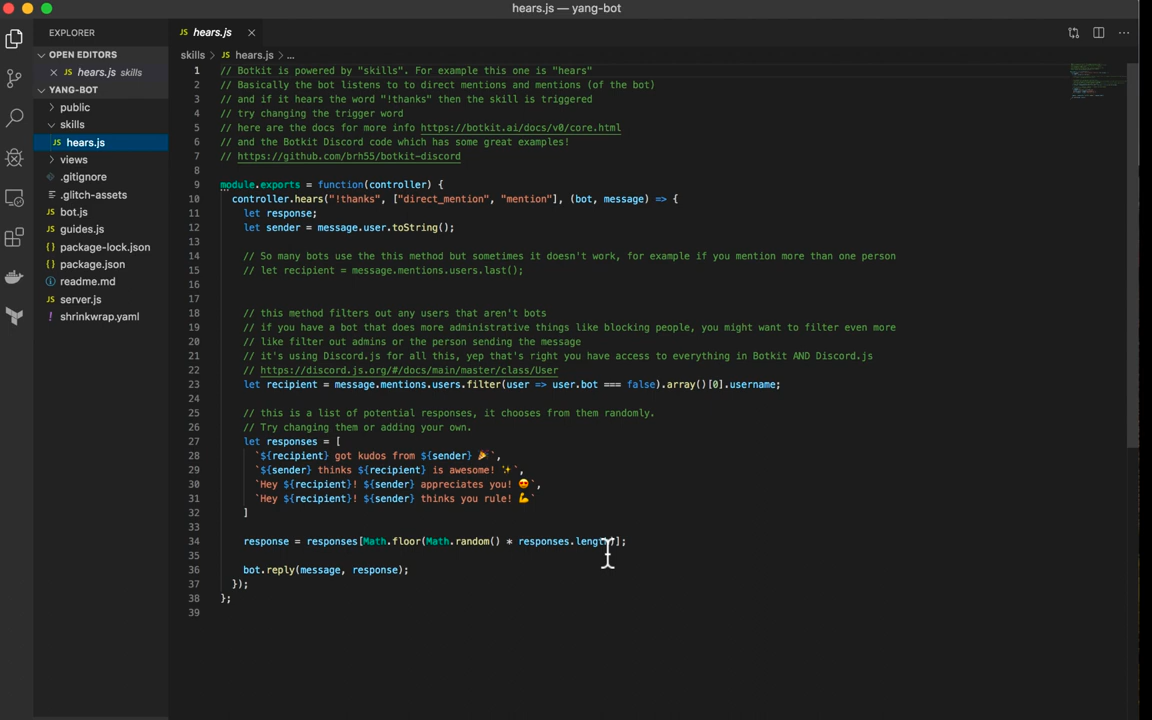 hears.js — yang-bot
EXPLORER
OPEN EDITORS
JS hears.js skills
YANG-BOT
public
skills
JS hears.js
views
.gitignore
.glitch-assets
JS bot.js
JS guides.js
{} package-lock.json
{} package.json
readme.md
JS server.js
! shrinkwrap.yaml
JS hears.js
skills > JS hears.js > ...
1 // Botkit is powered by "skills". For example this one is "hears"
2 // Basically the bot listens to to direct mentions and mentions (of the bot)
3 // and if it hears the word "!thanks" then the skill is triggered
4 // try changing the trigger word
5 // here are the docs for more info https://botkit.ai/docs/v0/core.html
6 // and the Botkit Discord code which has some great examples!
7 // https://github.com/brh55/botkit-discord
8
9 module.exports = function(controller) {
10 controller.hears("!thanks", ["direct_mention", "mention"], (bot, message) => {
11 let response;
12 let sender = message.user.toString();
13
14 // So many bots use the this method but sometimes it doesn't work, for example if you mention more than one person
15 // let recipient = message.mentions.users.last();
16
17
18 // this method filters out any users that aren't bots
19 // if you have a bot that does more administrative things like blocking people, you might want to filter even more
20 // like filter out admins or the person sending the message
21 // it's using Discord.js for all this, yep that's right you have access to everything in Botkit AND Discord.js
22 // https://discord.js.org/#/docs/main/master/class/User
23 let recipient = message.mentions.users.filter(user => user.bot === false).array()[0].username;
24
25 // this is a list of potential responses, it chooses from them randomly.
26 // Try changing them or adding your own.
27 let responses = [
28 `${recipient} got kudos from ${sender} 🎉`,
29 `${sender} thinks ${recipient} is awesome! ✨`,
30 `Hey ${recipient}! ${sender} appreciates you! 😍`,
31 `Hey ${recipient}! ${sender} thinks you rule! 💪`
32 ]
33
34 response = responses[Math.floor(Math.random() * responses.length)];
35
36 bot.reply(message, response);
37 });
38 };
39